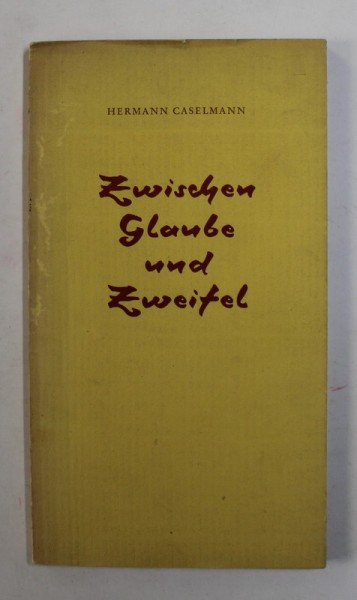 HERMANN CASELMANN
Zwischen
Glaube
und
Zweifel